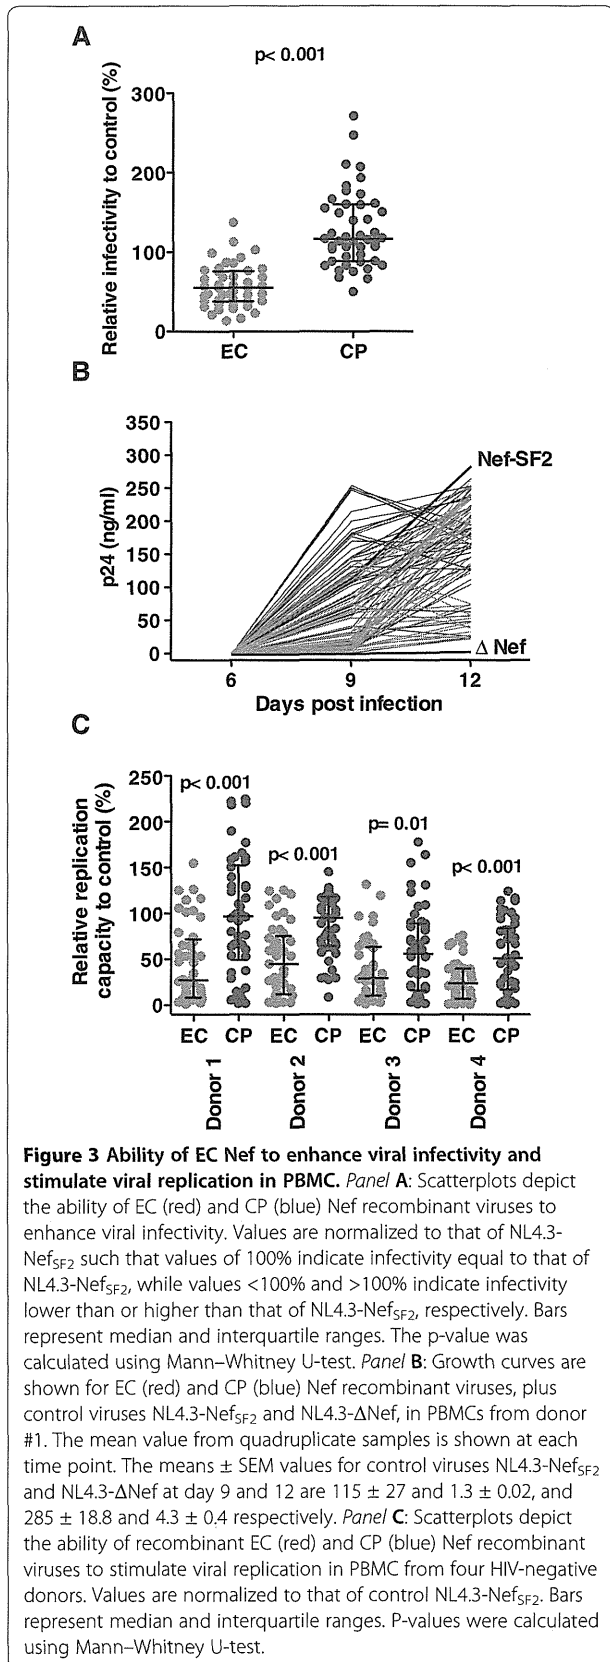 A
p< 0.001
Relative infectivity to control (%)
300
200
100
0
EC CP
B
p24 (ng/ml)
350
300
250
200
150
100
50
0
Nef-SF2
Δ Nef
6 9 12
Days post infection
C
Relative replication
capacity to control (%)
250
200
150
100
50
0
p< 0.001
p< 0.001
p= 0.01
p< 0.001
EC CP EC CP EC CP EC CP
Donor 1
Donor 2
Donor 3
Donor 4
Figure 3 Ability of EC Nef to enhance viral infectivity and
stimulate viral replication in PBMC. Panel A: Scatterplots depict
the ability of EC (red) and CP (blue) Nef recombinant viruses to
enhance viral infectivity. Values are normalized to that of NL4.3-
NefSF2 such that values of 100% indicate infectivity equal to that of
NL4.3-NefSF2, while values <100% and >100% indicate infectivity
lower than or higher than that of NL4.3-NefSF2, respectively. Bars
represent median and interquartile ranges. The p-value was
calculated using Mann–Whitney U-test. Panel B: Growth curves are
shown for EC (red) and CP (blue) Nef recombinant viruses, plus
control viruses NL4.3-NefSF2 and NL4.3-ΔNef, in PBMCs from donor
#1. The mean value from quadruplicate samples is shown at each
time point. The means ± SEM values for control viruses NL4.3-NefSF2
and NL4.3-ΔNef at day 9 and 12 are 115 ± 27 and 1.3 ± 0.02, and
285 ± 18.8 and 4.3 ± 0.4 respectively. Panel C: Scatterplots depict
the ability of recombinant EC (red) and CP (blue) Nef recombinant
viruses to stimulate viral replication in PBMC from four HIV-negative
donors. Values are normalized to that of control NL4.3-NefSF2. Bars
represent median and interquartile ranges. P-values were calculated
using Mann–Whitney U-test.